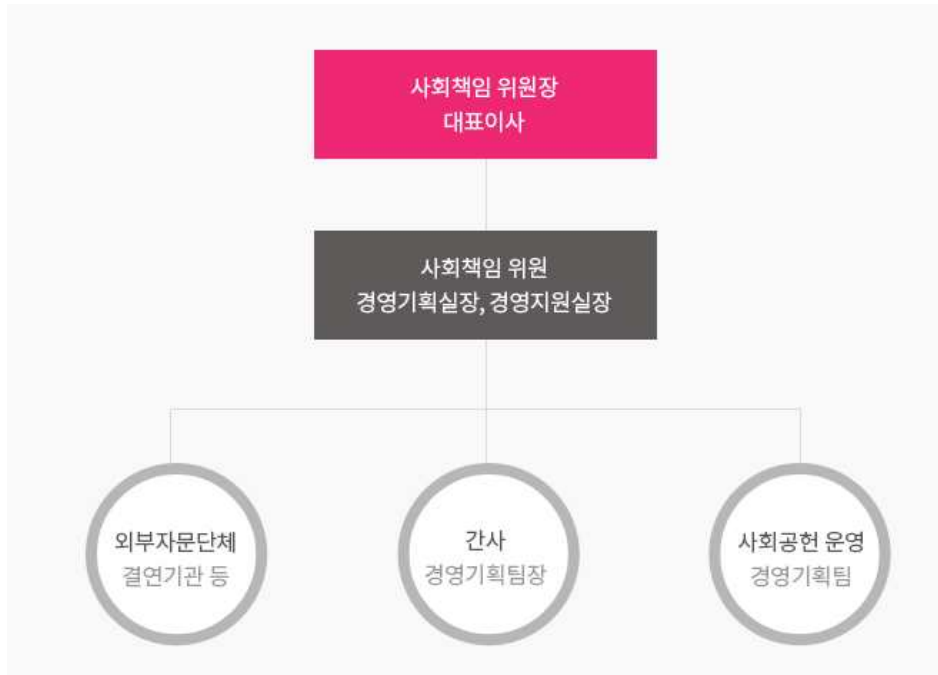 사회책임 위원장
대표이사
사회책임 위원
경영기획실장, 경영지원실장
외부자문단체
결연기관 등
간사
경영기획팀장
사회공헌 운영
경영기획팀